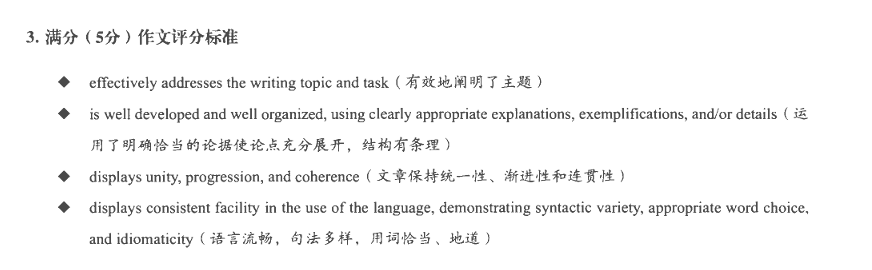 3. 满分（5分）作文评分标准
◆ effectively addresses the writing topic and task（有效地阐明了主题）
◆ is well developed and well organized, using clearly appropriate explanations, exemplifications, and/or details（运
用了明确恰当的论据使论点充分展开，结构有条理）
◆ displays unity, progression, and coherence（文章保持统一性、渐进性和连贯性）
◆ displays consistent facility in the use of the language, demonstrating syntactic variety, appropriate word choice,
and idiomaticity（语言流畅，句法多样，用词恰当、地道）